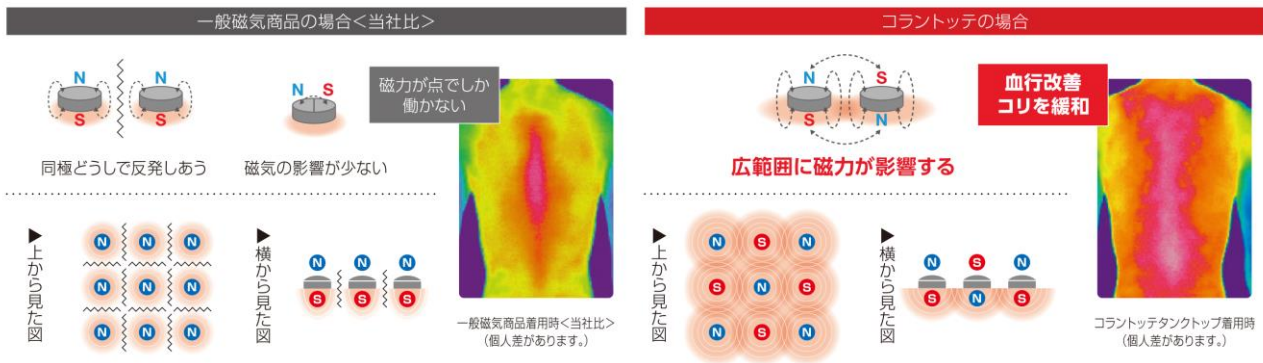 一般磁気商品の場合<当社比>
N
N
S
S
同極どうしで反発しあう
N S
磁気の影響が少ない
磁力が点でしか
働かない
▶上から見た図
N N N
N N N
N N N
▶横から見た図
N N N
S S S
一般磁気商品着用時<当社比>
(個人差があります。)
コラントッテの場合
N S
S N
広範囲に磁力が影響する
血行改善
コリを緩和
▶上から見た図
N S N
S N S
N S N
▶横から見た図
N S N
S N S
コラントッテタンクトップ着用時
(個人差があります。)